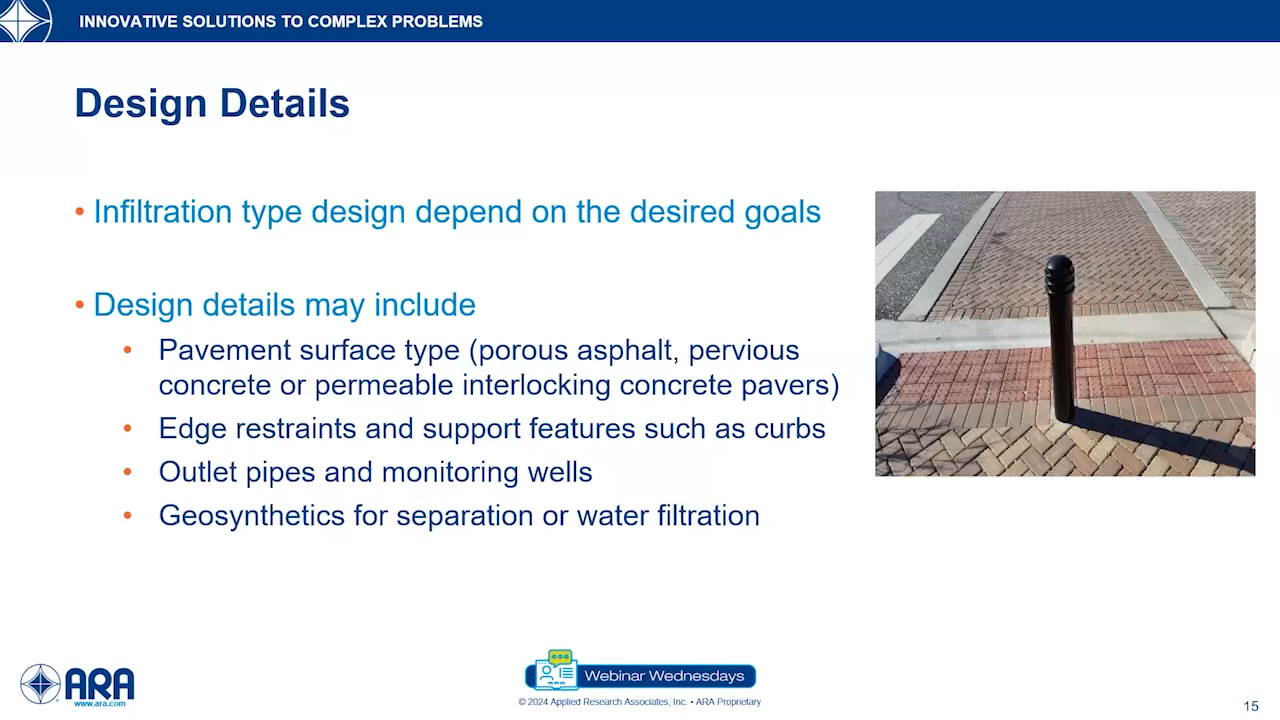 INNOVATIVE SOLUTIONS TO COMPLEX PROBLEMS
Design Details
• Infiltration type design depend on the desired goals
• Design details may include
• Pavement surface type (porous asphalt, pervious
concrete or permeable interlocking concrete pavers)
• Edge restraints and support features such as curbs
• Outlet pipes and monitoring wells
• Geosynthetics for separation or water filtration
ARA
www.ara.com
Webinar Wednesdays
© 2024 Applied Research Associates, Inc. • ARA Proprietary
15